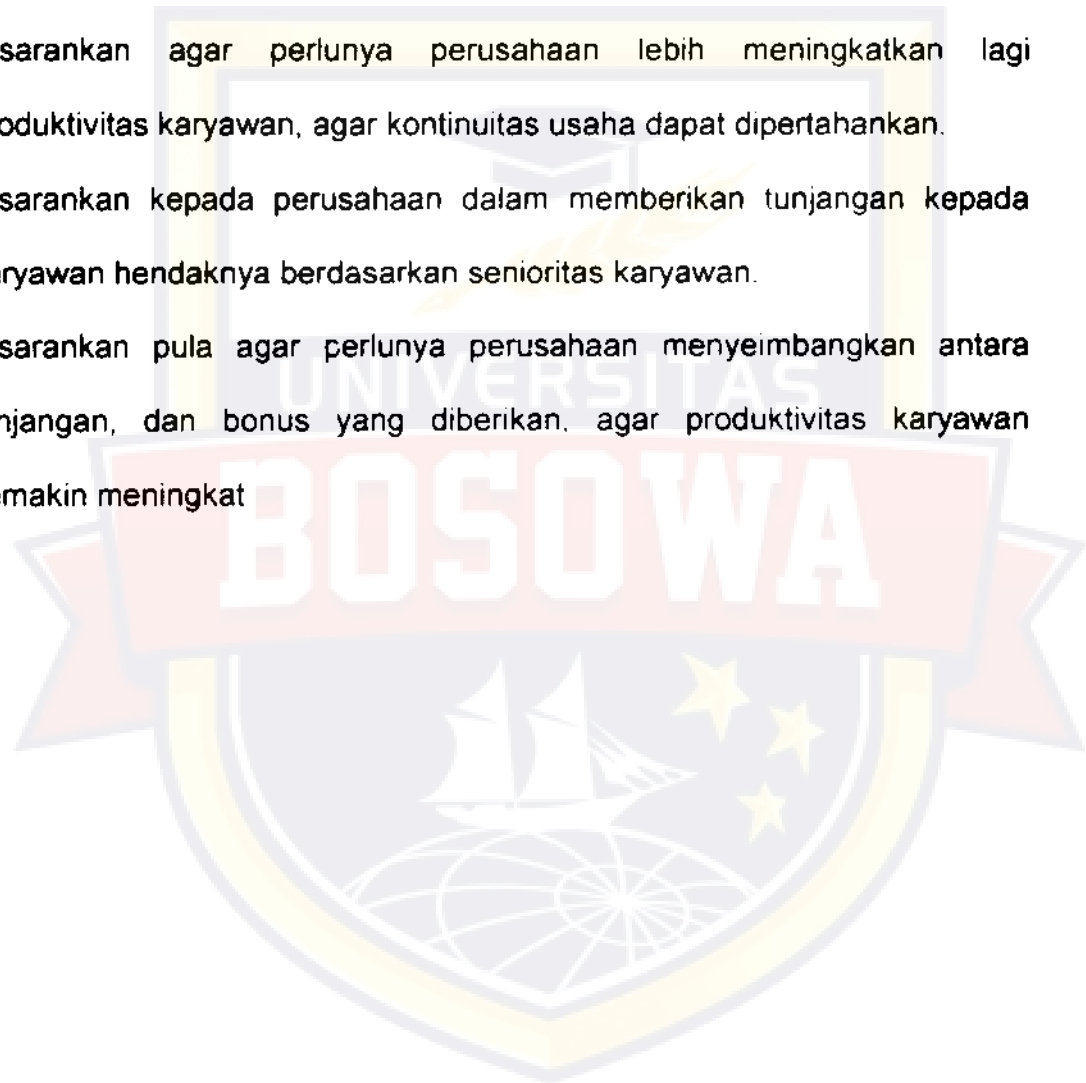 sarankan agar perlunya perusahaan lebih meningkatkan lagi
oduktivitas karyawan, agar kontinuitas usaha dapat dipertahankan.
sarankan kepada perusahaan dalam memberikan tunjangan kepada
ryawan hendaknya berdasarkan senioritas karyawan.
sarankan pula agar perlunya perusahaan menyeimbangkan antara
njangan, dan bonus yang diberikan, agar produktivitas karyawan
makin meningkat
UNIVERSITAS
BOSOWA